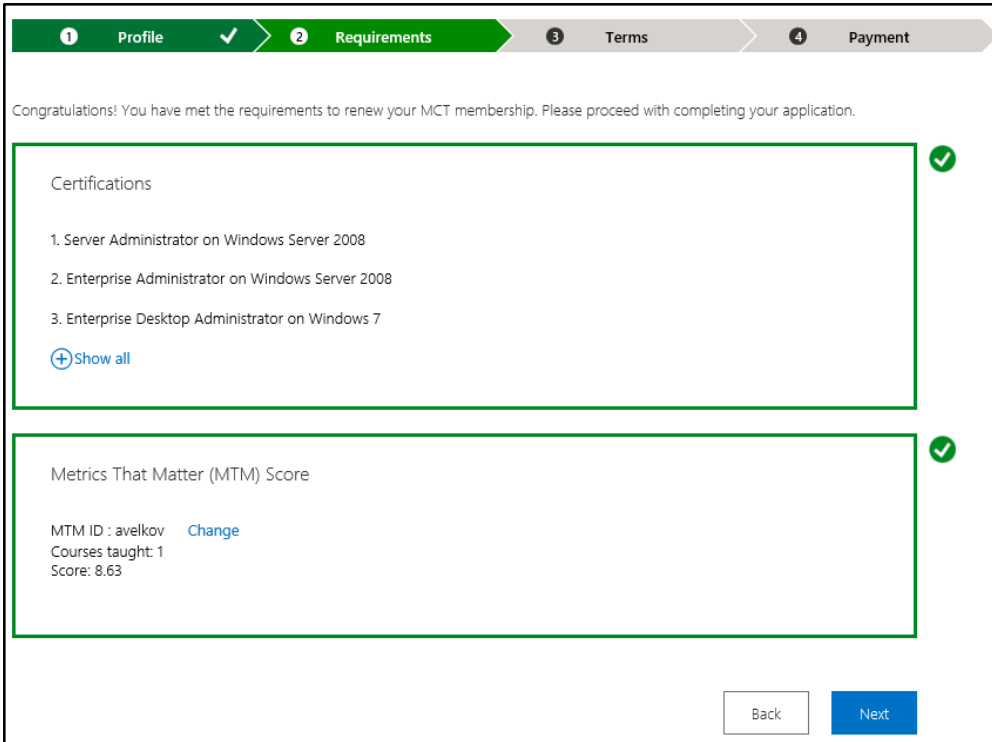 1 Profile 2 Requirements 3 Terms 4 Payment
Congratulations! You have met the requirements to renew your MCT membership. Please proceed with completing your application.
Certifications
1. Server Administrator on Windows Server 2008
2. Enterprise Administrator on Windows Server 2008
3. Enterprise Desktop Administrator on Windows 7
Show all
Metrics That Matter (MTM) Score
MTM ID : avelkov Change
Courses taught: 1
Score: 8.63
Back Next